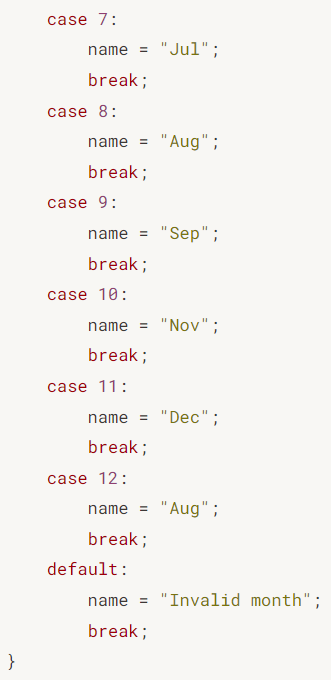 case 7:
name = "Jul";
break;
case 8:
name = "Aug";
break;
case 9:
name = "Sep";
break;
case 10:
name = "Nov";
break;
case 11:
name = "Dec";
break;
case 12:
name = "Aug";
break;
default:
name = "Invalid month";
break;
}